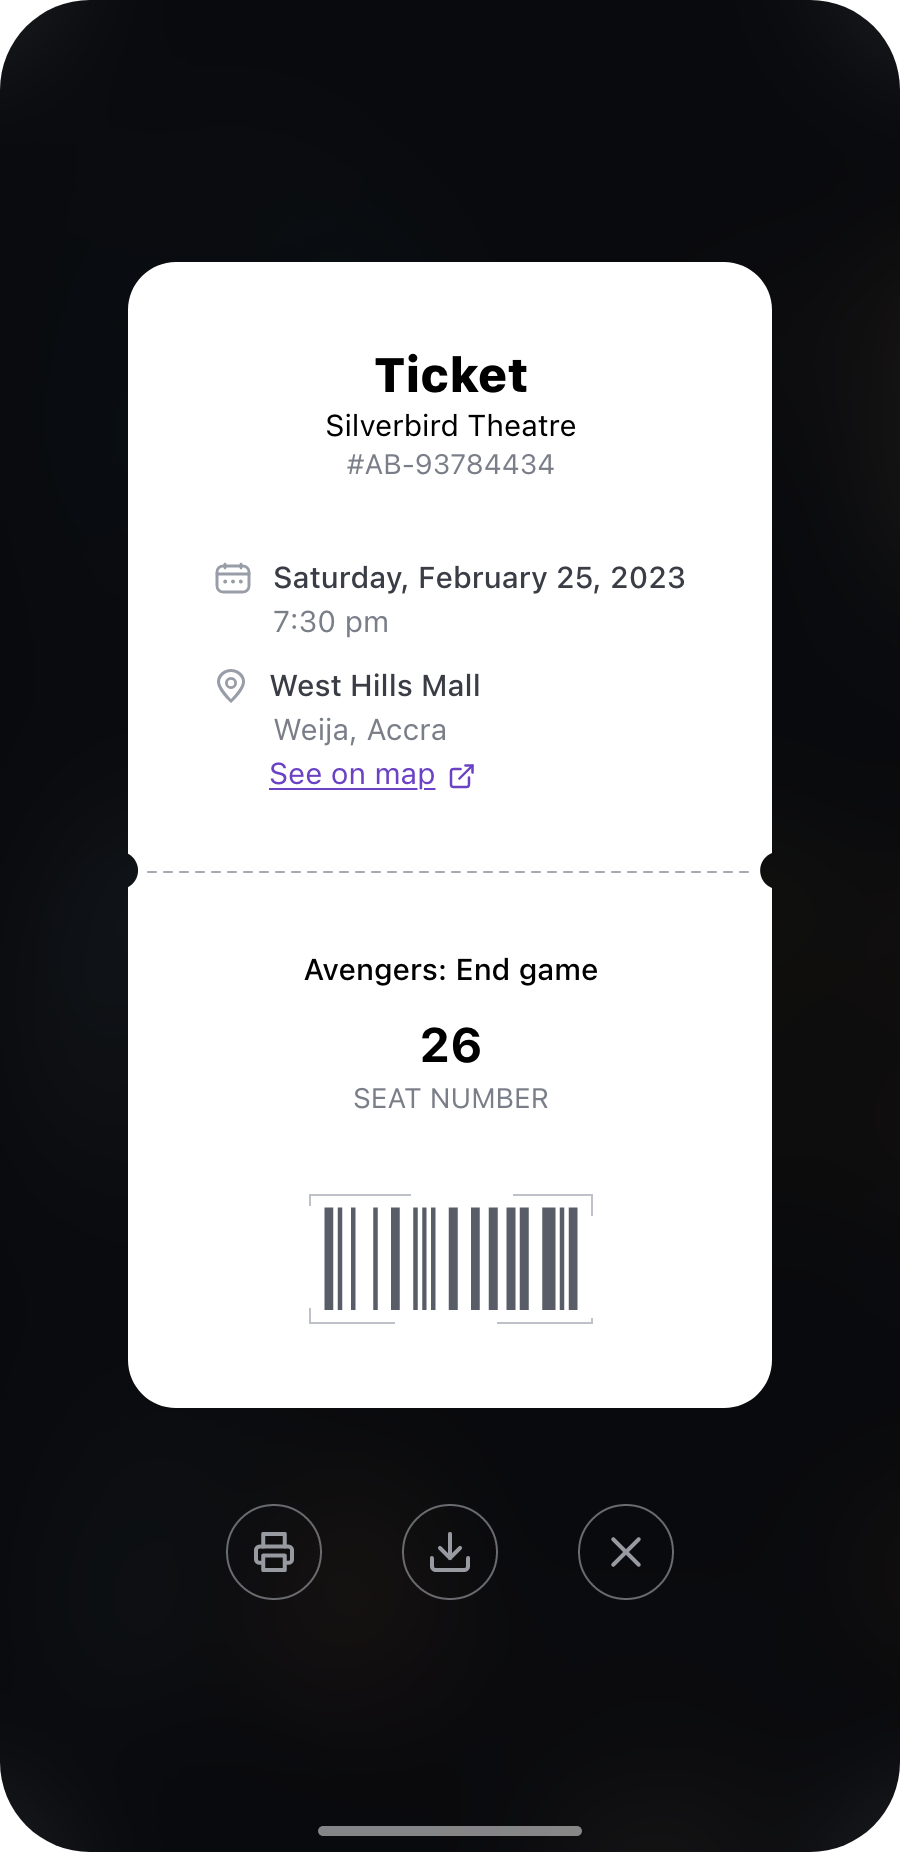 Ticket
Silverbird Theatre
#AB-93784434
Saturday, February 25, 2023
7:30 pm
West Hills Mall
Weija, Accra
See on map
Avengers: End game
26
SEAT NUMBER